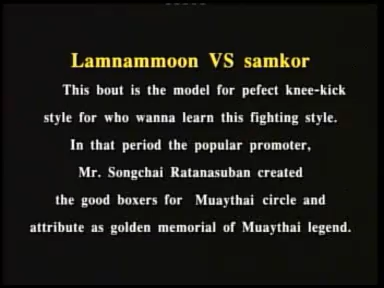 Lamnammoon VS samkor
This bout is the model for pefect knee-kick
style for who wanna learn this fighting style.
In that period the popular promoter,
Mr. Songchai Ratanasuban created
the good boxers for Muaythai circle and
attribute as golden memorial of Muaythai legend.